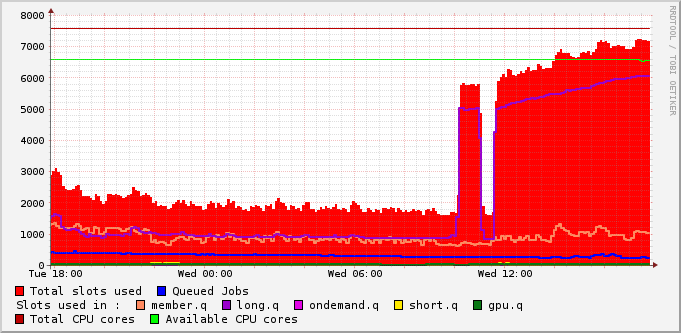 8000
7000
6000
5000
4000
3000
2000
1000
0
Tue 18:00 Wed 00:00 Wed 06:00 Wed 12:00
RRDTOOL / TOBI OETIKER
Total slots used Queued Jobs
Slots used in : member.q long.q ondemand.q short.q gpu.q
Total CPU cores Available CPU cores